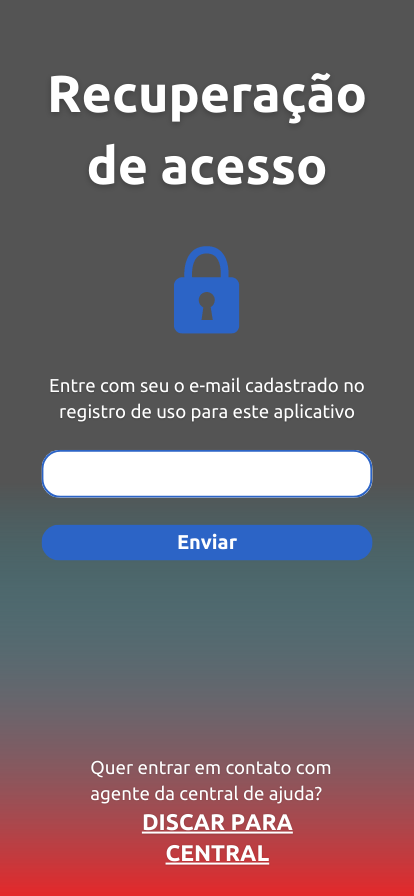 Recuperação
de acesso
Entre com seu o e-mail cadastrado no
registro de uso para este aplicativo
Enviar
Quer entrar em contato com
agente da central de ajuda?
DISCAR PARA
CENTRAL